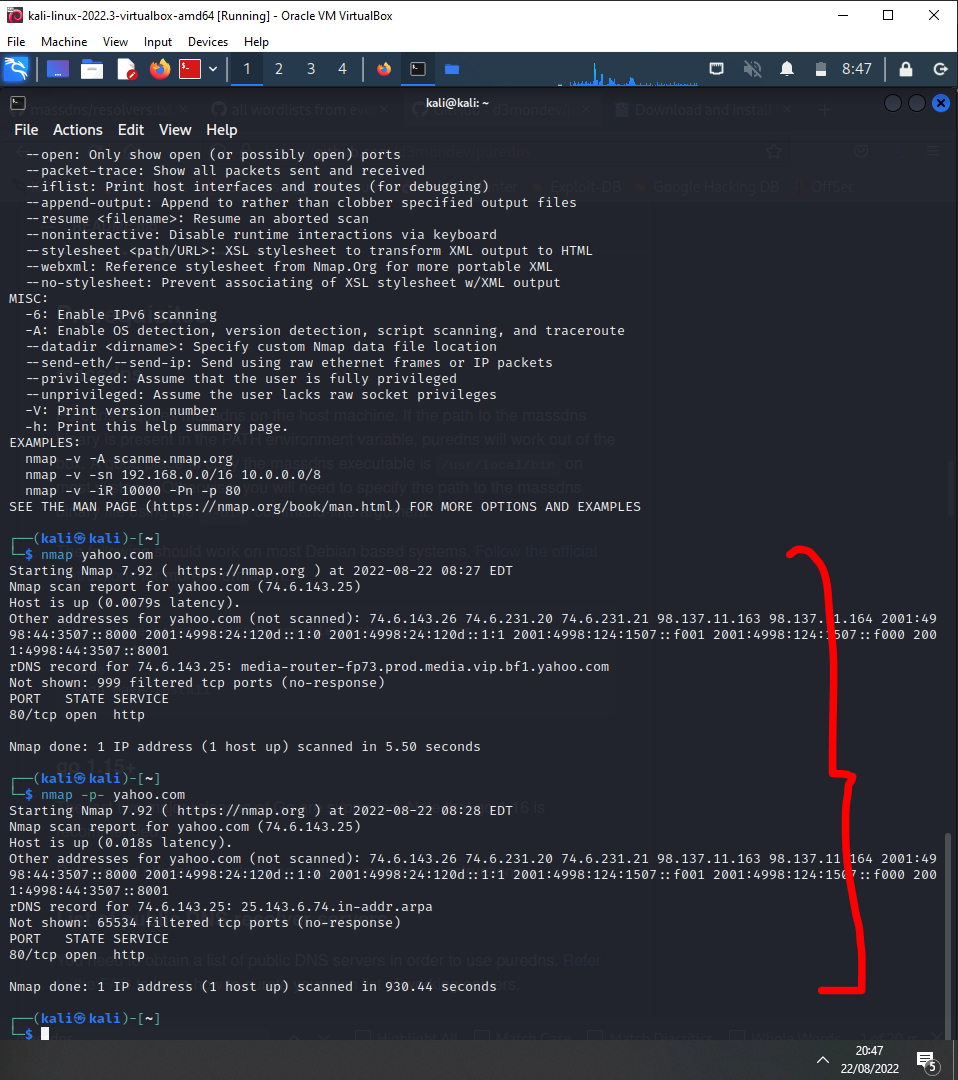 kali-linux-2022.3-virtualbox-amd64 [Running] - Oracle VM VirtualBox
File Machine View Input Devices Help
1 2 3 4 8:47
kali@kali: ~
File Actions Edit View Help
--open: Only show open (or possibly open) ports
--packet-trace: Show all packets sent and received
--iflist: Print host interfaces and routes (for debugging)
--append-output: Append to rather than clobber specified output files
--resume <filename>: Resume an aborted scan
--noninteractive: Disable runtime interactions via keyboard
--stylesheet <path/URL>: XSL stylesheet to transform XML output to HTML
--webxml: Reference stylesheet from Nmap.Org for more portable XML
--no-stylesheet: Prevent associating of XSL stylesheet w/XML output
MISC:
-6: Enable IPv6 scanning
-A: Enable OS detection, version detection, script scanning, and traceroute
--datadir <dirname>: Specify custom Nmap data file location
--send-eth/--send-ip: Send using raw ethernet frames or IP packets
--privileged: Assume that the user is fully privileged
--unprivileged: Assume the user lacks raw socket privileges
-V: Print version number
-h: Print this help summary page.
EXAMPLES:
nmap -v -A scanme.nmap.org
nmap -v -sn 192.168.0.0/16 10.0.0.0/8
nmap -v -iR 10000 -Pn -p 80
SEE THE MAN PAGE (https://nmap.org/book/man.html) FOR MORE OPTIONS AND EXAMPLES
┌──(kali㉿kali)-[~]
└─$ nmap yahoo.com
Starting Nmap 7.92 ( https://nmap.org ) at 2022-08-22 08:27 EDT
Nmap scan report for yahoo.com (74.6.143.25)
Host is up (0.0079s latency).
Other addresses for yahoo.com (not scanned): 74.6.143.26 74.6.231.20 74.6.231.21 98.137.11.163 98.137.11.164 2001:49
98:44:3507::8000 2001:4998:24:120d::1:0 2001:4998:24:120d::1:1 2001:4998:124:1507::f001 2001:4998:124:1507::f000 200
1:4998:44:3507::8001
rDNS record for 74.6.143.25: media-router-fp73.prod.media.vip.bf1.yahoo.com
Not shown: 999 filtered tcp ports (no-response)
PORT STATE SERVICE
80/tcp open http
Nmap done: 1 IP address (1 host up) scanned in 5.50 seconds
┌──(kali㉿kali)-[~]
└─$ nmap -p- yahoo.com
Starting Nmap 7.92 ( https://nmap.org ) at 2022-08-22 08:28 EDT
Nmap scan report for yahoo.com (74.6.143.25)
Host is up (0.018s latency).
Other addresses for yahoo.com (not scanned): 74.6.143.26 74.6.231.20 74.6.231.21 98.137.11.163 98.137.11.164 2001:49
98:44:3507::8000 2001:4998:24:120d::1:0 2001:4998:24:120d::1:1 2001:4998:124:1507::f001 2001:4998:124:1507::f000 200
1:4998:44:3507::8001
rDNS record for 74.6.143.25: 25.143.6.74.in-addr.arpa
Not shown: 65534 filtered tcp ports (no-response)
PORT STATE SERVICE
80/tcp open http
Nmap done: 1 IP address (1 host up) scanned in 930.44 seconds
┌──(kali㉿kali)-[~]
└─$
20:47
22/08/2022
5